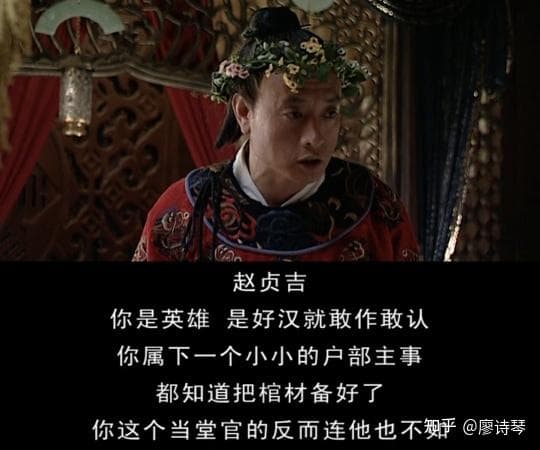 赵贞吉
你是英雄 是好汉就敢作敢认
你属下一个小小的户部主事
都知道把棺材备好了
你这个当堂官的反而连他也不如
知乎 @廖诗琴